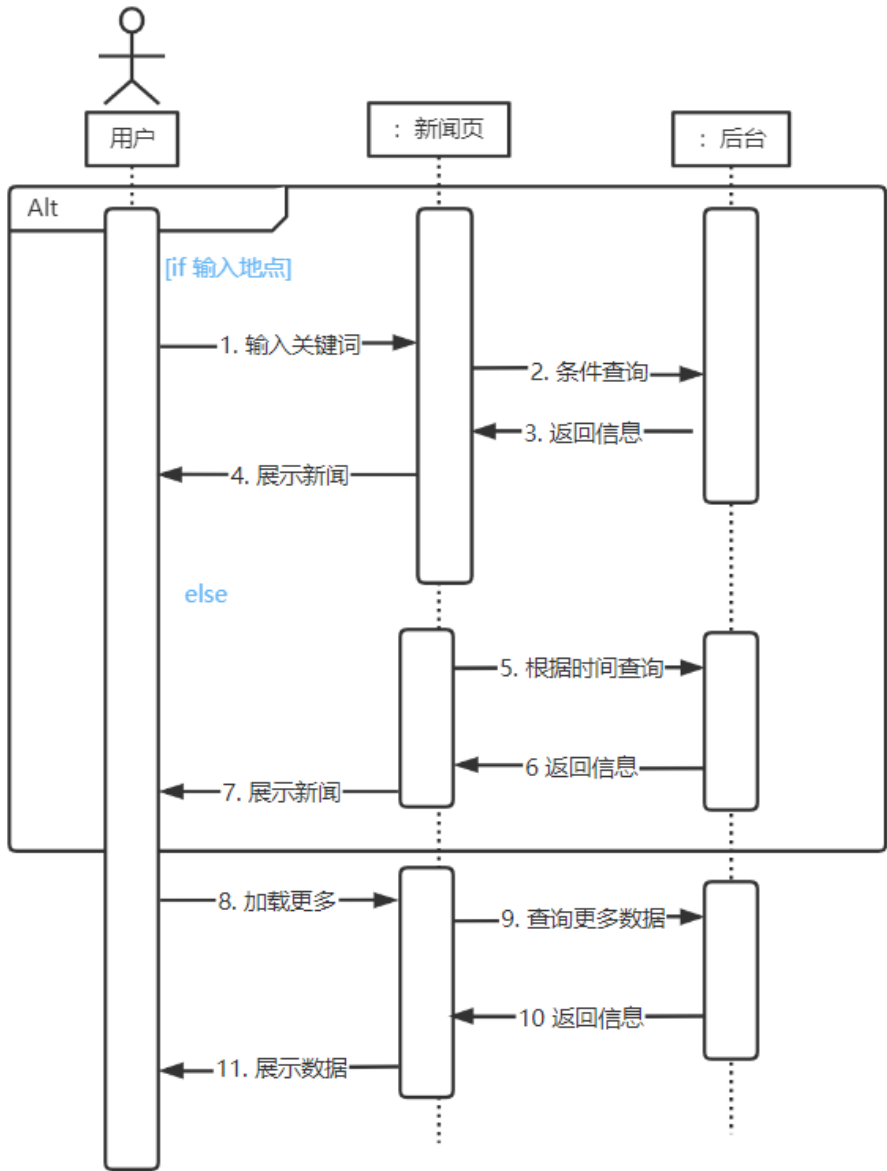 用户
：新闻页
：后台
Alt
[if 输入地点]
1. 输入关键词
2. 条件查询
3. 返回信息
4. 展示新闻
else
5. 根据时间查询
6 返回信息
7. 展示新闻
8. 加载更多
9. 查询更多数据
10 返回信息
11. 展示数据